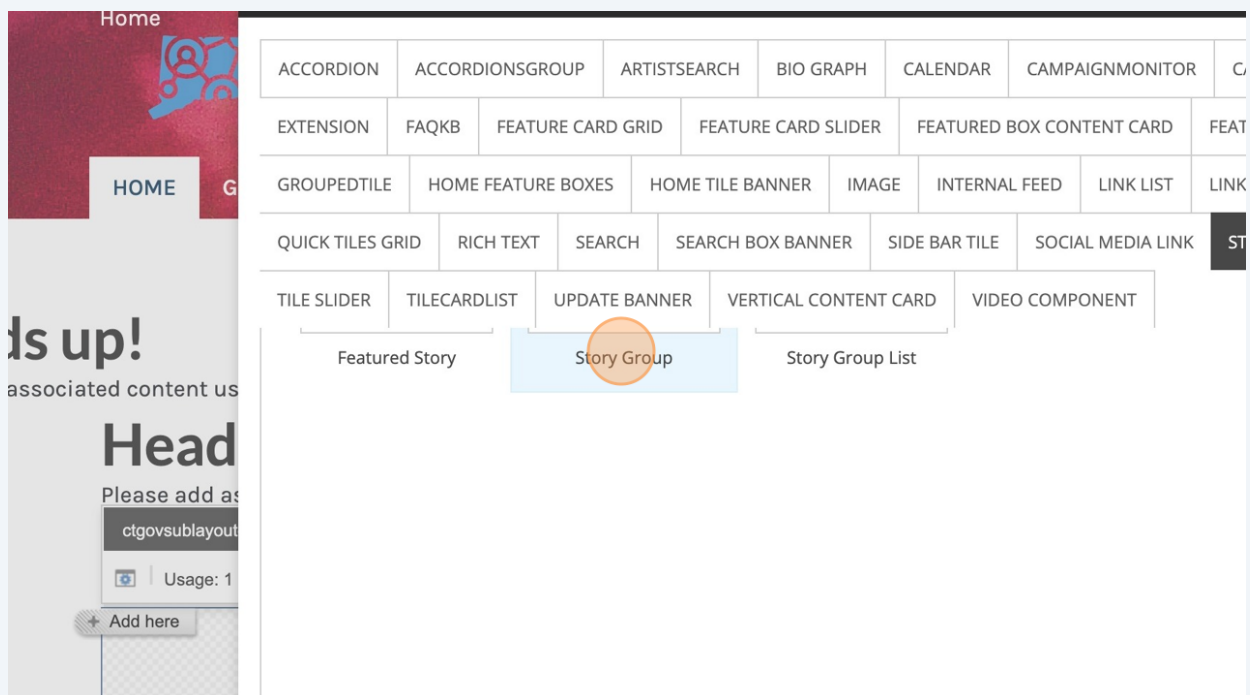 Home
ACCORDION ACCORDIONSGROUP ARTISTSEARCH BIO GRAPH CALENDAR CAMPAIGNMONITOR
EXTENSION FAQKB FEATURE CARD GRID FEATURE CARD SLIDER FEATURED BOX CONTENT CARD FEAT
HOME G GROUPEDTILE HOME FEATURE BOXES HOME TILE BANNER IMAGE INTERNAL FEED LINK LIST LINK
QUICK TILES GRID RICH TEXT SEARCH SEARCH BOX BANNER SIDE BAR TILE SOCIAL MEDIA LINK ST
TILE SLIDER TILECARDLIST UPDATE BANNER VERTICAL CONTENT CARD VIDEO COMPONENT
ds up!
Featured Story Story Group Story Group List
associated content us
Head
Please add as
ctgovsublayout
Usage: 1
+ Add here